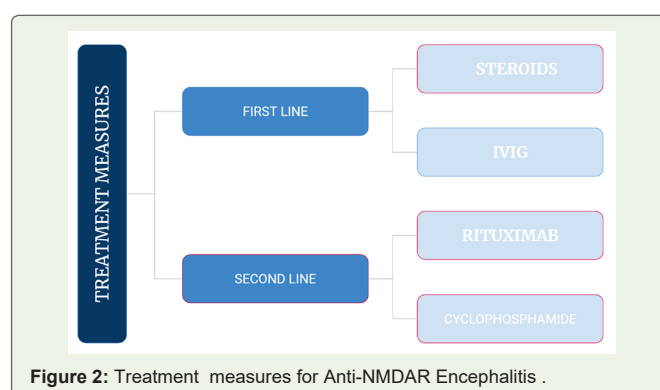 TREATMENT MEASURES
FIRST LINE
STEROIDS
IVIG
SECOND LINE
RITUXIMAB
CYCLOPHOSPHAMIDE
Figure 2: Treatment measures for Anti-NMDAR Encephalitis .